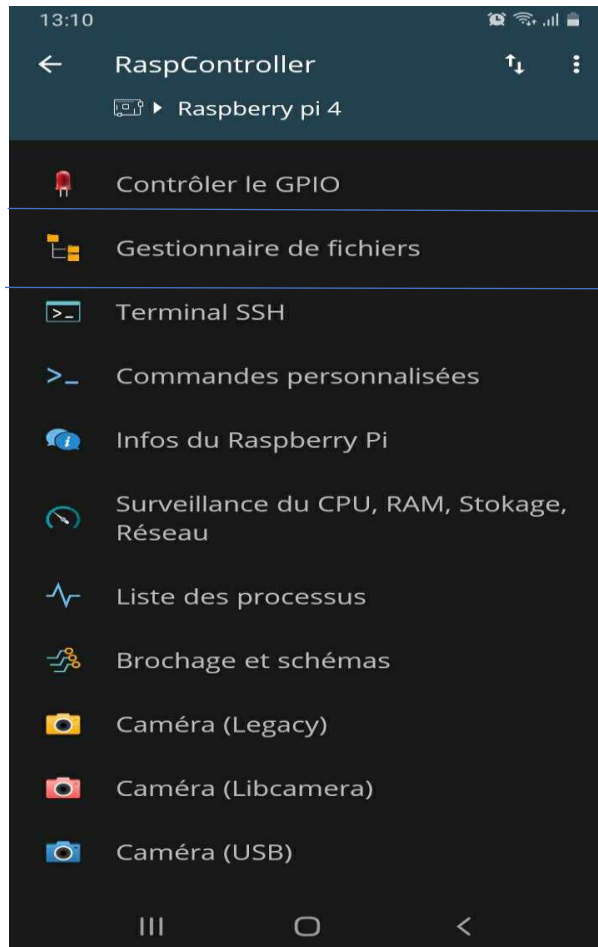 13:10
RaspController
Raspberry pi 4
Contrôler le GPIO
Gestionnaire de fichiers
Terminal SSH
Commandes personnalisées
Infos du Raspberry Pi
Surveillance du CPU, RAM, Stokage,
Réseau
Liste des processus
Brochage et schémas
Caméra (Legacy)
Caméra (Libcamera)
Caméra (USB)